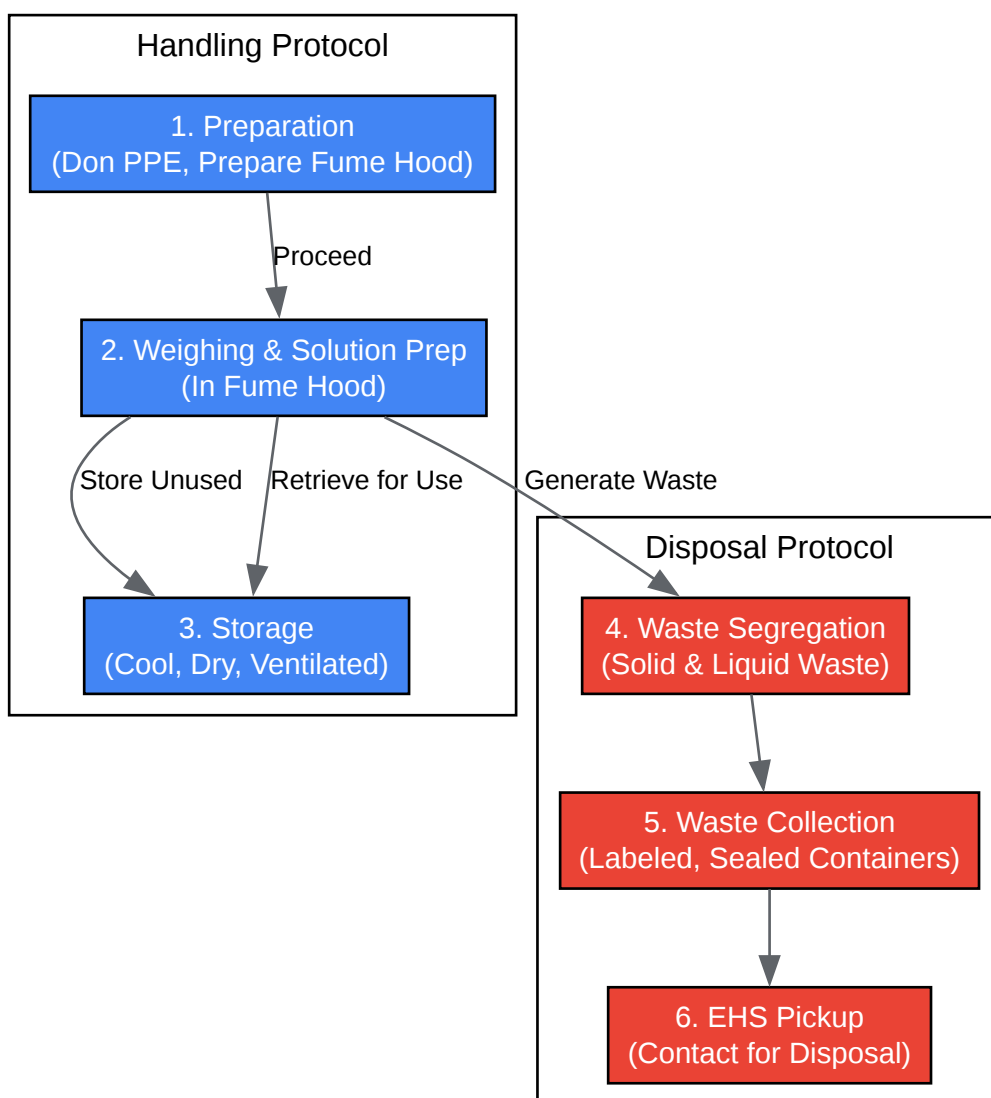 Handling Protocol
1. Preparation
(Don PPE, Prepare Fume Hood)
Proceed
2. Weighing & Solution Prep
(In Fume Hood)
Store Unused
Retrieve for Use
Generate Waste
3. Storage
(Cool, Dry, Ventilated)
Disposal Protocol
4. Waste Segregation
(Solid & Liquid Waste)
5. Waste Collection
(Labeled, Sealed Containers)
6. EHS Pickup
(Contact for Disposal)